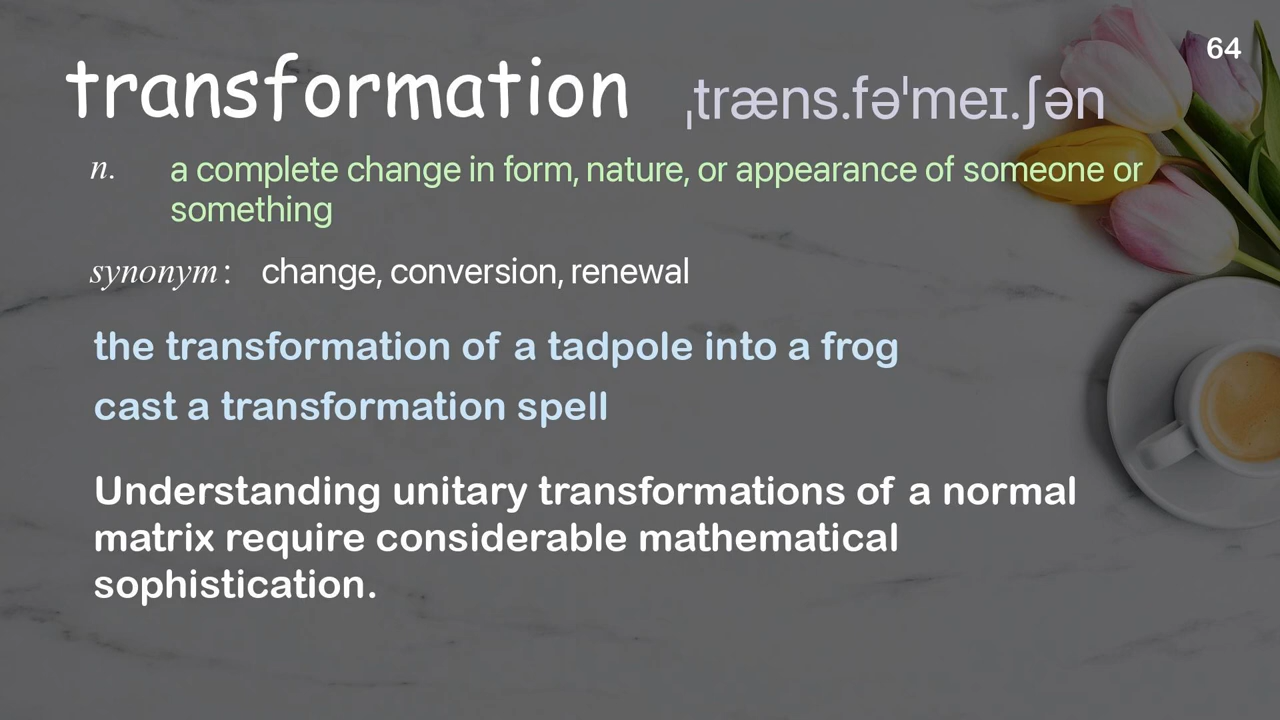 64
transformation ˌtræns.fəˈmeɪ.ʃən
n. a complete change in form, nature, or appearance of someone or
something
synonym: change, conversion, renewal
the transformation of a tadpole into a frog
cast a transformation spell
Understanding unitary transformations of a normal
matrix require considerable mathematical
sophistication.